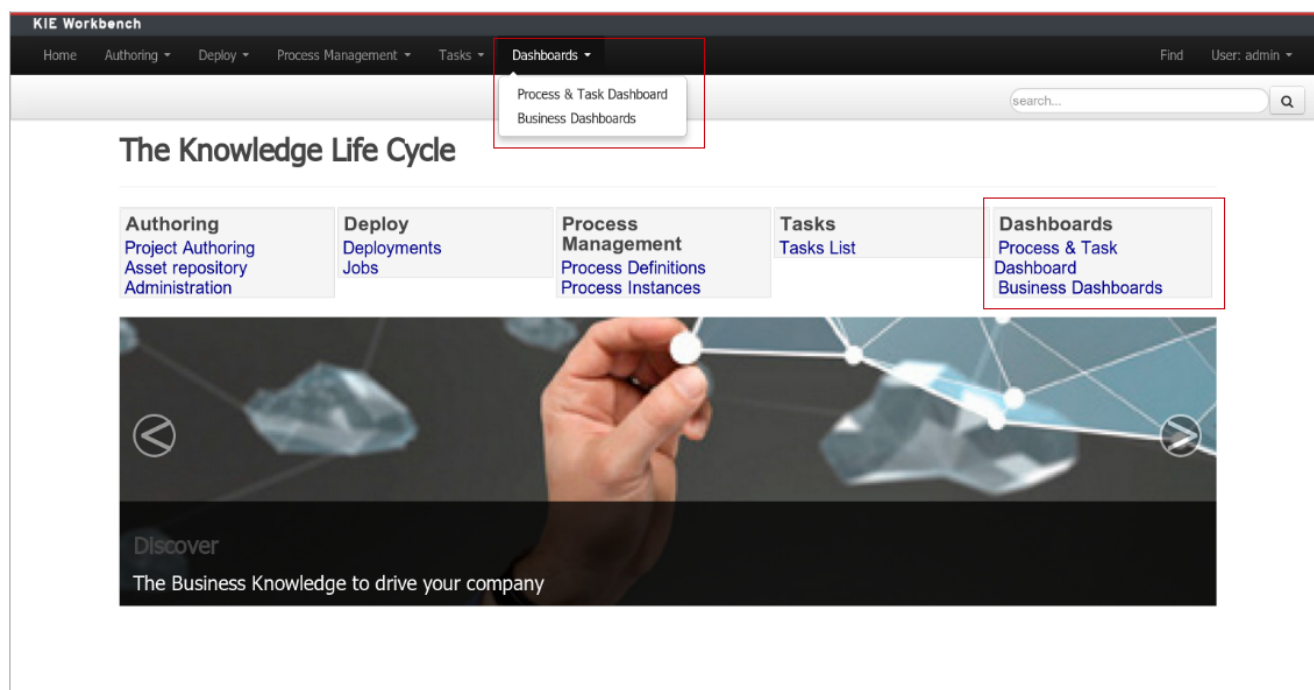 KIE Workbench
Home Authoring Deploy Process Management Tasks Dashboards Find User: admin
Process & Task Dashboard
Business Dashboards
search...
The Knowledge Life Cycle
Authoring
Project Authoring
Asset repository
Administration
Deploy
Deployments
Jobs
Process
Management
Process Definitions
Process Instances
Tasks
Tasks List
Dashboards
Process & Task
Dashboard
Business Dashboards
Discover
The Business Knowledge to drive your company